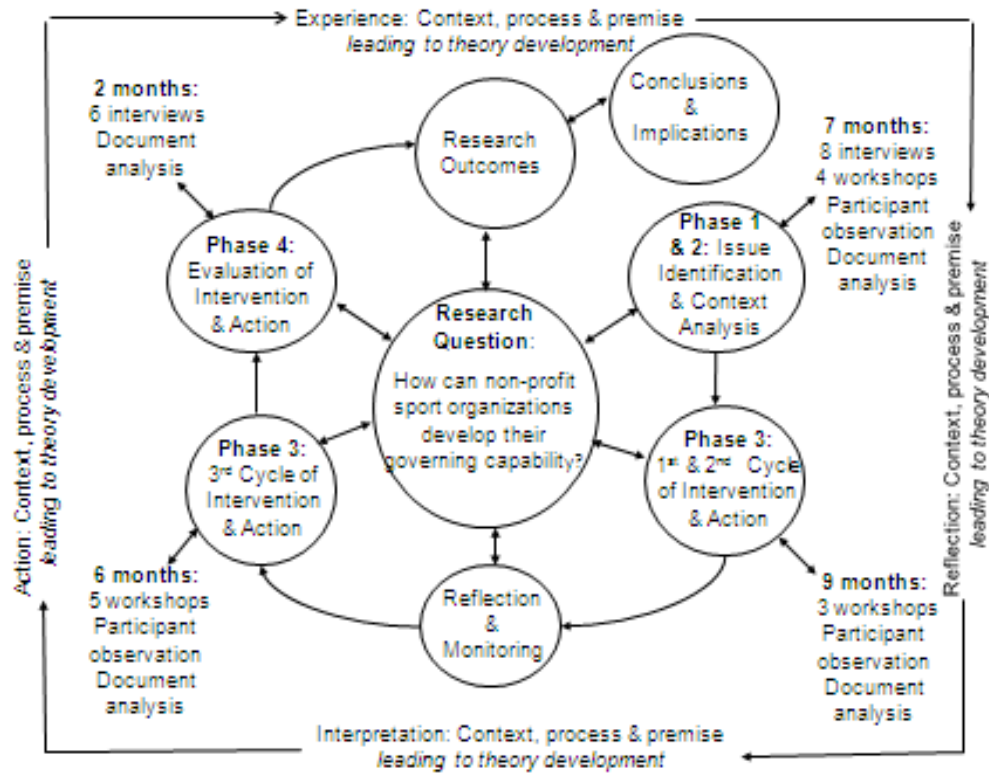 Experience: Context, process & premise
leading to theory development
2 months:
6 interviews
Document
analysis
Research
Outcomes
Conclusions
&
Implications
7 months:
8 interviews
4 workshops
Participant
observation
Document
analysis
Phase 4:
Evaluation of
Intervention
& Action
Phase 1
& 2: Issue
Identification
& Context
Analysis
Research
Question:
How can non-profit
sport organizations
develop their
governing capability?
Phase 3:
3rd Cycle of
Intervention
& Action
Phase 3:
1st & 2nd Cycle
of Intervention
& Action
Reflection
&
Monitoring
6 months:
5 workshops
Participant
observation
Document
analysis
9 months:
3 workshops
Participant
observation
Document
analysis
Action: Context, process & premise
leading to theory development
Reflection: Context, process & premise
leading to theory development
Interpretation: Context, process & premise
leading to theory development